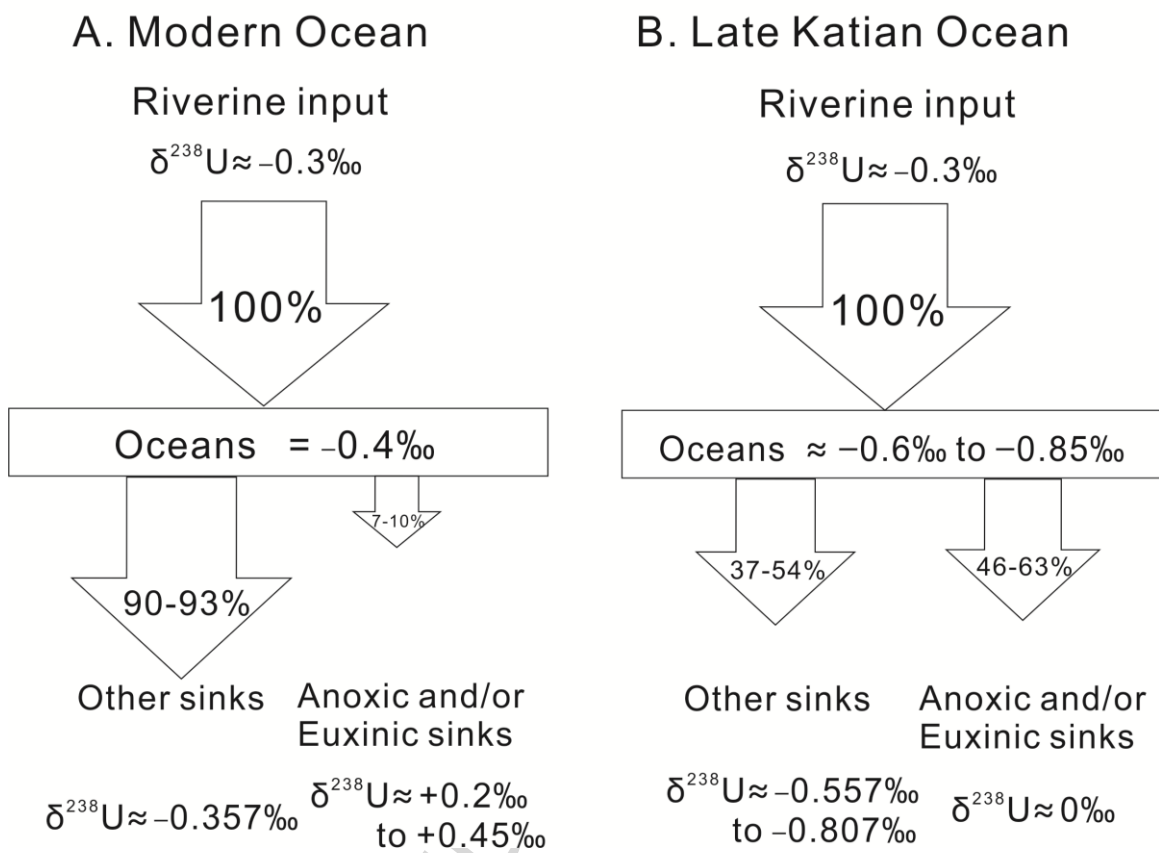 A. Modern Ocean
Riverine input
δ²³⁸U≈ −0.3‰
100%
Oceans = −0.4‰
7-10%
90-93%
Other sinks
Anoxic and/or
Euxinic sinks
δ²³⁸U≈ −0.357‰
δ²³⁸U≈ +0.2‰
to +0.45‰
B. Late Katian Ocean
Riverine input
δ²³⁸U≈ −0.3‰
100%
Oceans ≈ −0.6‰ to −0.85‰
37-54%
46-63%
Other sinks
Anoxic and/or
Euxinic sinks
δ²³⁸U≈ −0.557‰
to −0.807‰
δ²³⁸U≈ 0‰